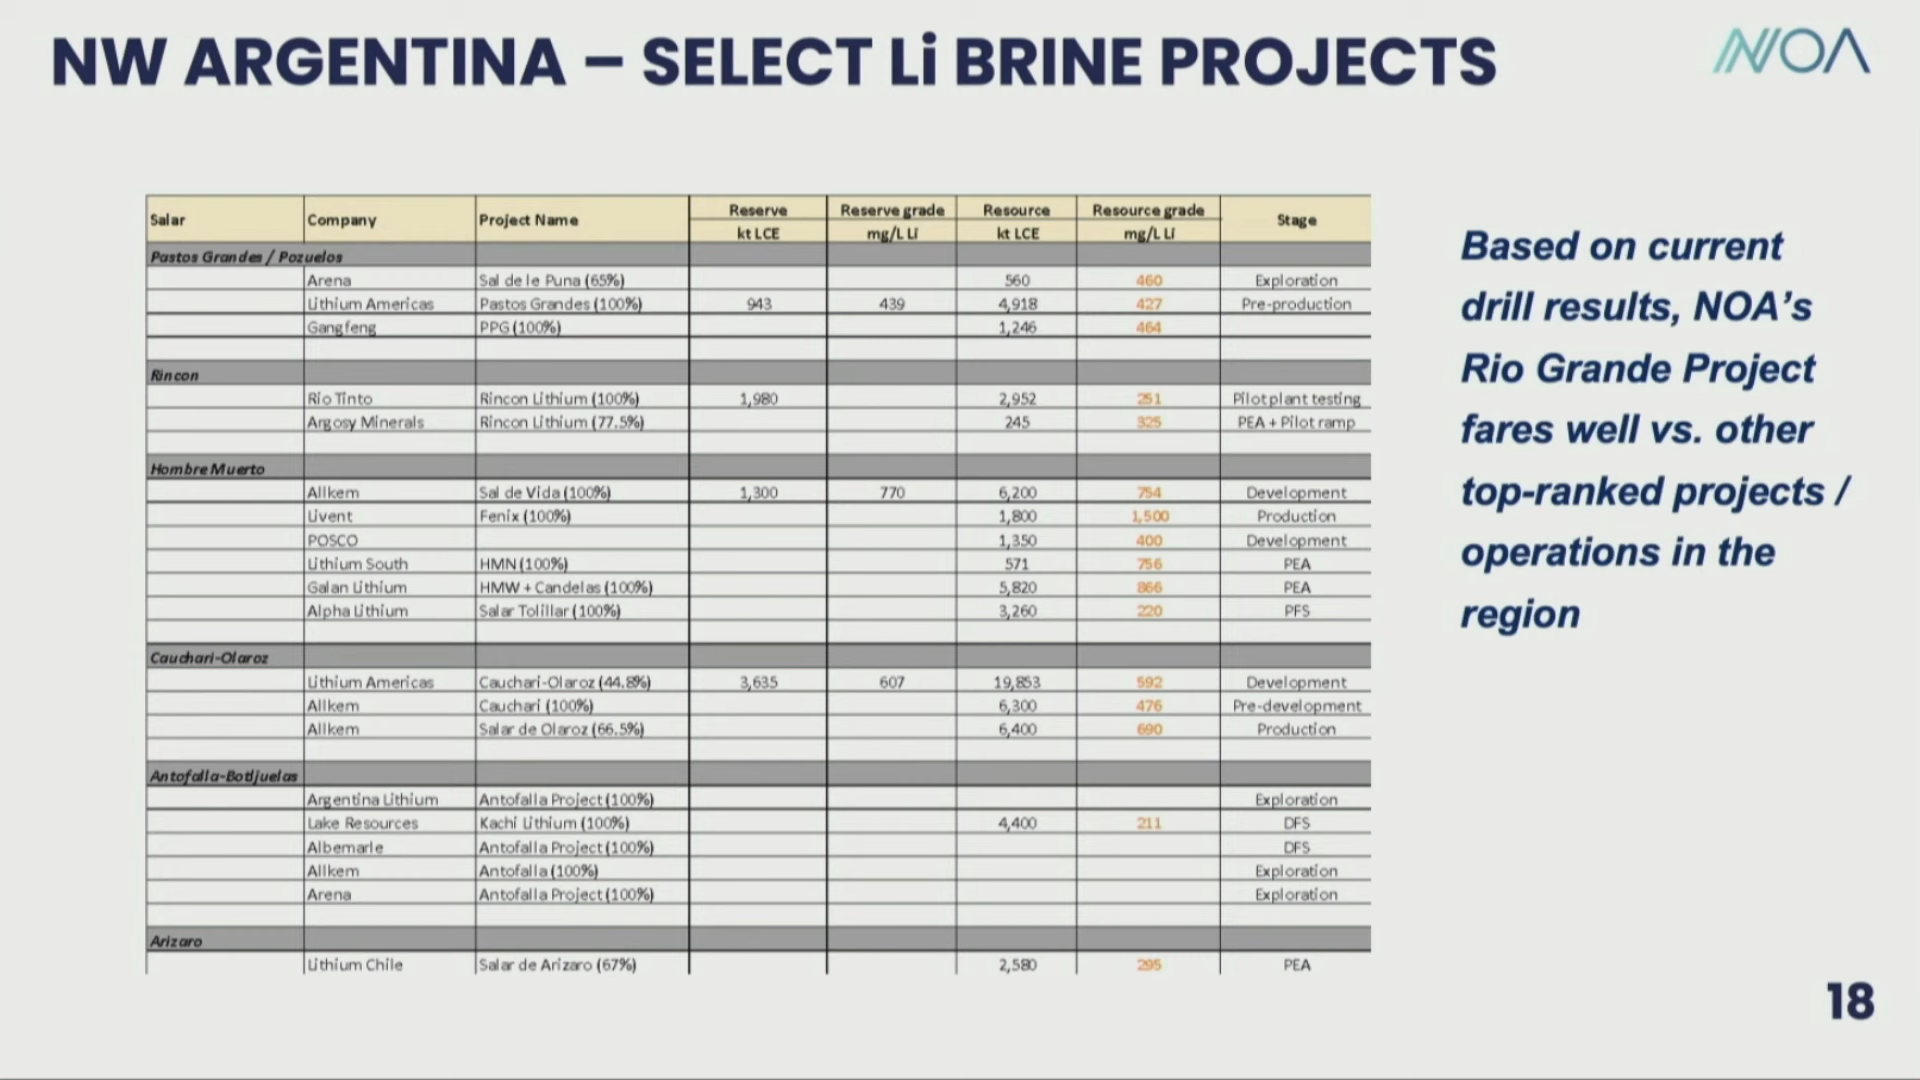 NW ARGENTINA – SELECT Li BRINE PROJECTS
NOA
Salar Company Project Name Reserve Reserve grade Resource Resource grade Stage
kt LCE mg/L Li kt LCE mg/L Li
Pastos Grandes / Pozuelos
Arena Sal de le Puna (65%) 560 460 Exploration
Lithium Americas Pastos Grandes (100%) 943 439 4,918 427 Pre-production
Gangfeng PPG (100%) 1,246 464
Rincon
Rio Tinto Rincon Lithium (100%) 1,980 2,952 251 Pilot plant testing
Argosy Minerals Rincon Lithium (77.5%) 245 325 PEA + Pilot ramp
Hombre Muerto
Allkem Sal de Vida (100%) 1,300 770 6,200 754 Development
Livent Fenix (100%) 1,800 1,500 Production
POSCO 1,350 400 Development
Lithium South HMN (100%) 571 756 PEA
Galan Lithium HMW + Candelas (100%) 5,820 866 PEA
Alpha Lithium Salar Tolillar (100%) 3,260 220 PFS
Cauchari-Olaroz
Lithium Americas Cauchari-Olaroz (44.8%) 3,635 607 19,853 592 Development
Allkem Cauchari (100%) 6,300 476 Pre-development
Allkem Salar de Olaroz (66.5%) 6,400 690 Production
Antofalla-Botijuelas
Argentina Lithium Antofalla Project (100%) Exploration
Lake Resources Kachi Lithium (100%) 4,400 211 DFS
Albemarle Antofalla Project (100%) DFS
Allkem Antofalla (100%) Exploration
Arena Antofalla Project (100%) Exploration
Arizaro
Lithium Chile Salar de Arizaro (67%) 2,580 295 PEA
Based on current
drill results, NOA's
Rio Grande Project
fares well vs. other
top-ranked projects /
operations in the
region
18